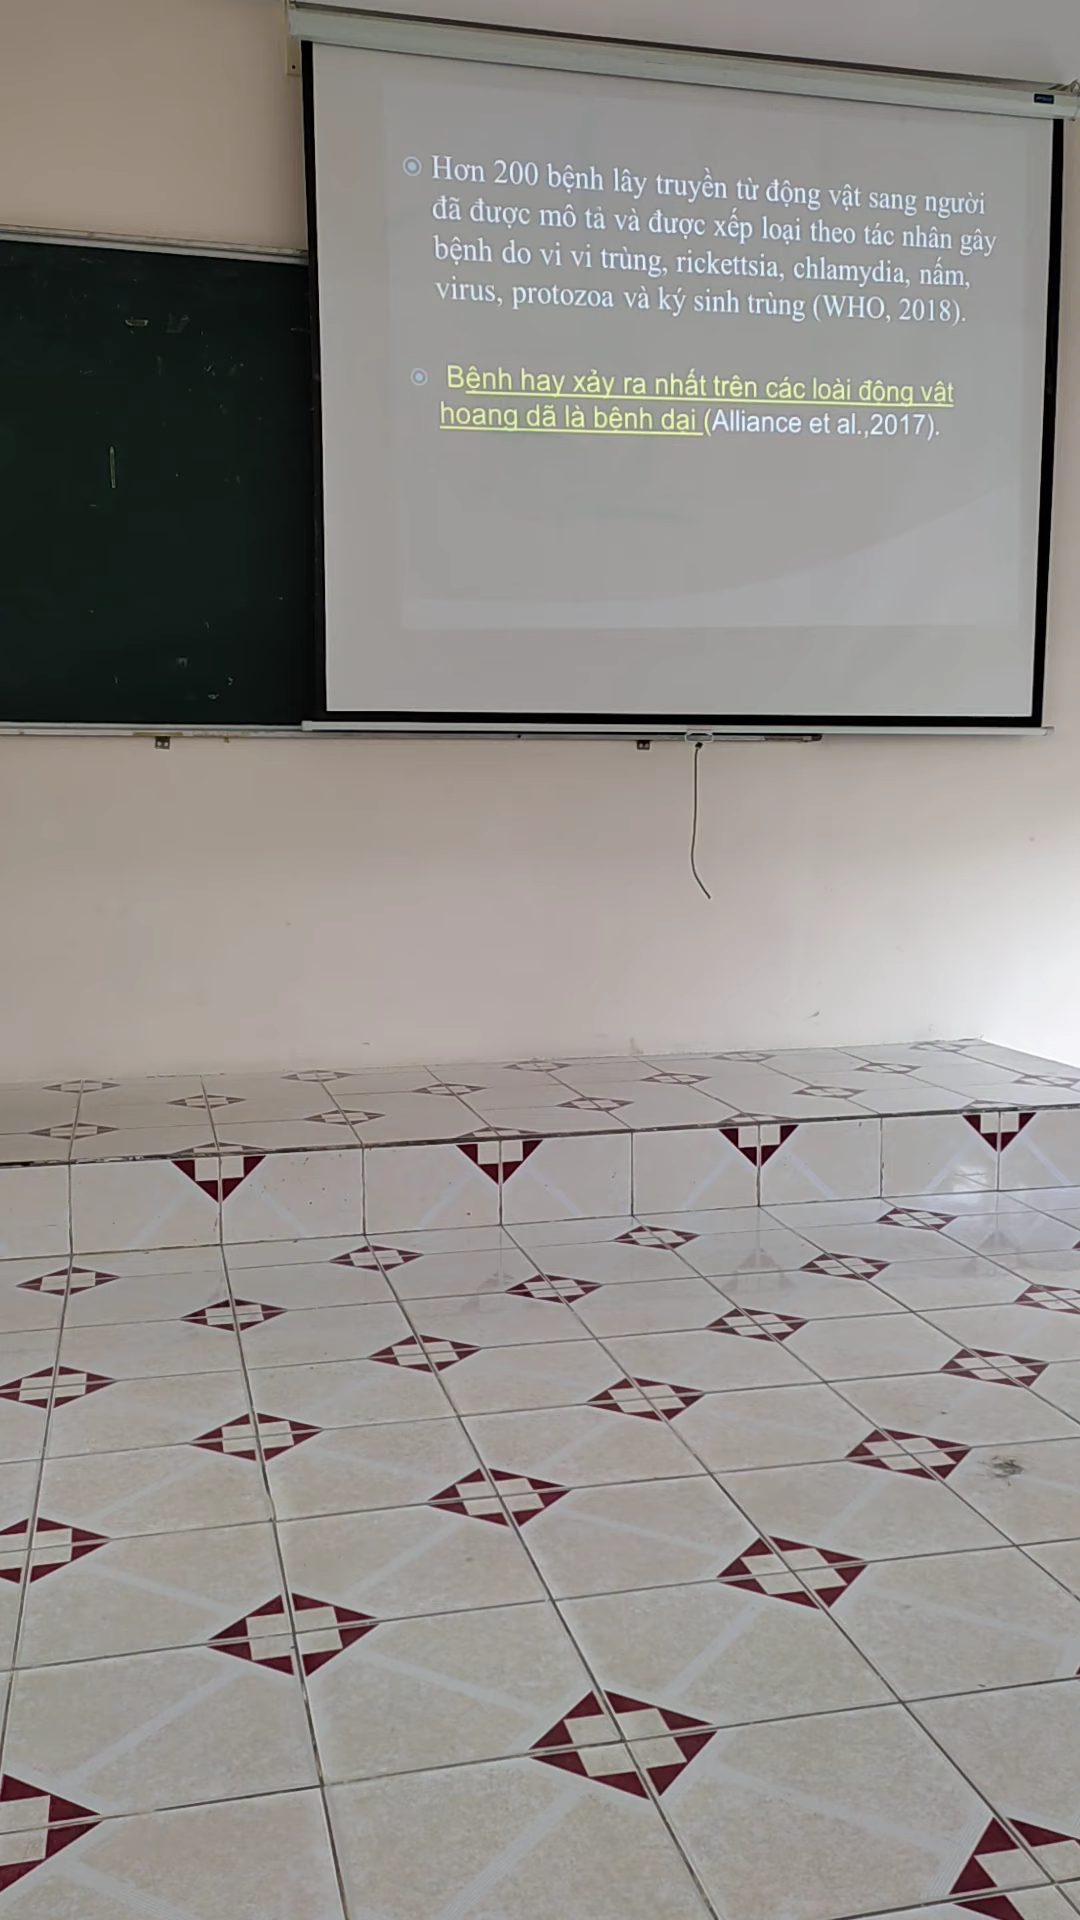 Hơn 200 bệnh lây truyền từ động vật sang người
đã được mô tả và được xếp loại theo tác nhân gây
bệnh do vi vi trùng, rickettsia, chlamydia, nấm,
virus, protozoa và ký sinh trùng (WHO, 2018).
Bệnh hay xảy ra nhất trên các loài động vật
hoang dã là bệnh dại (Alliance et al.,2017).